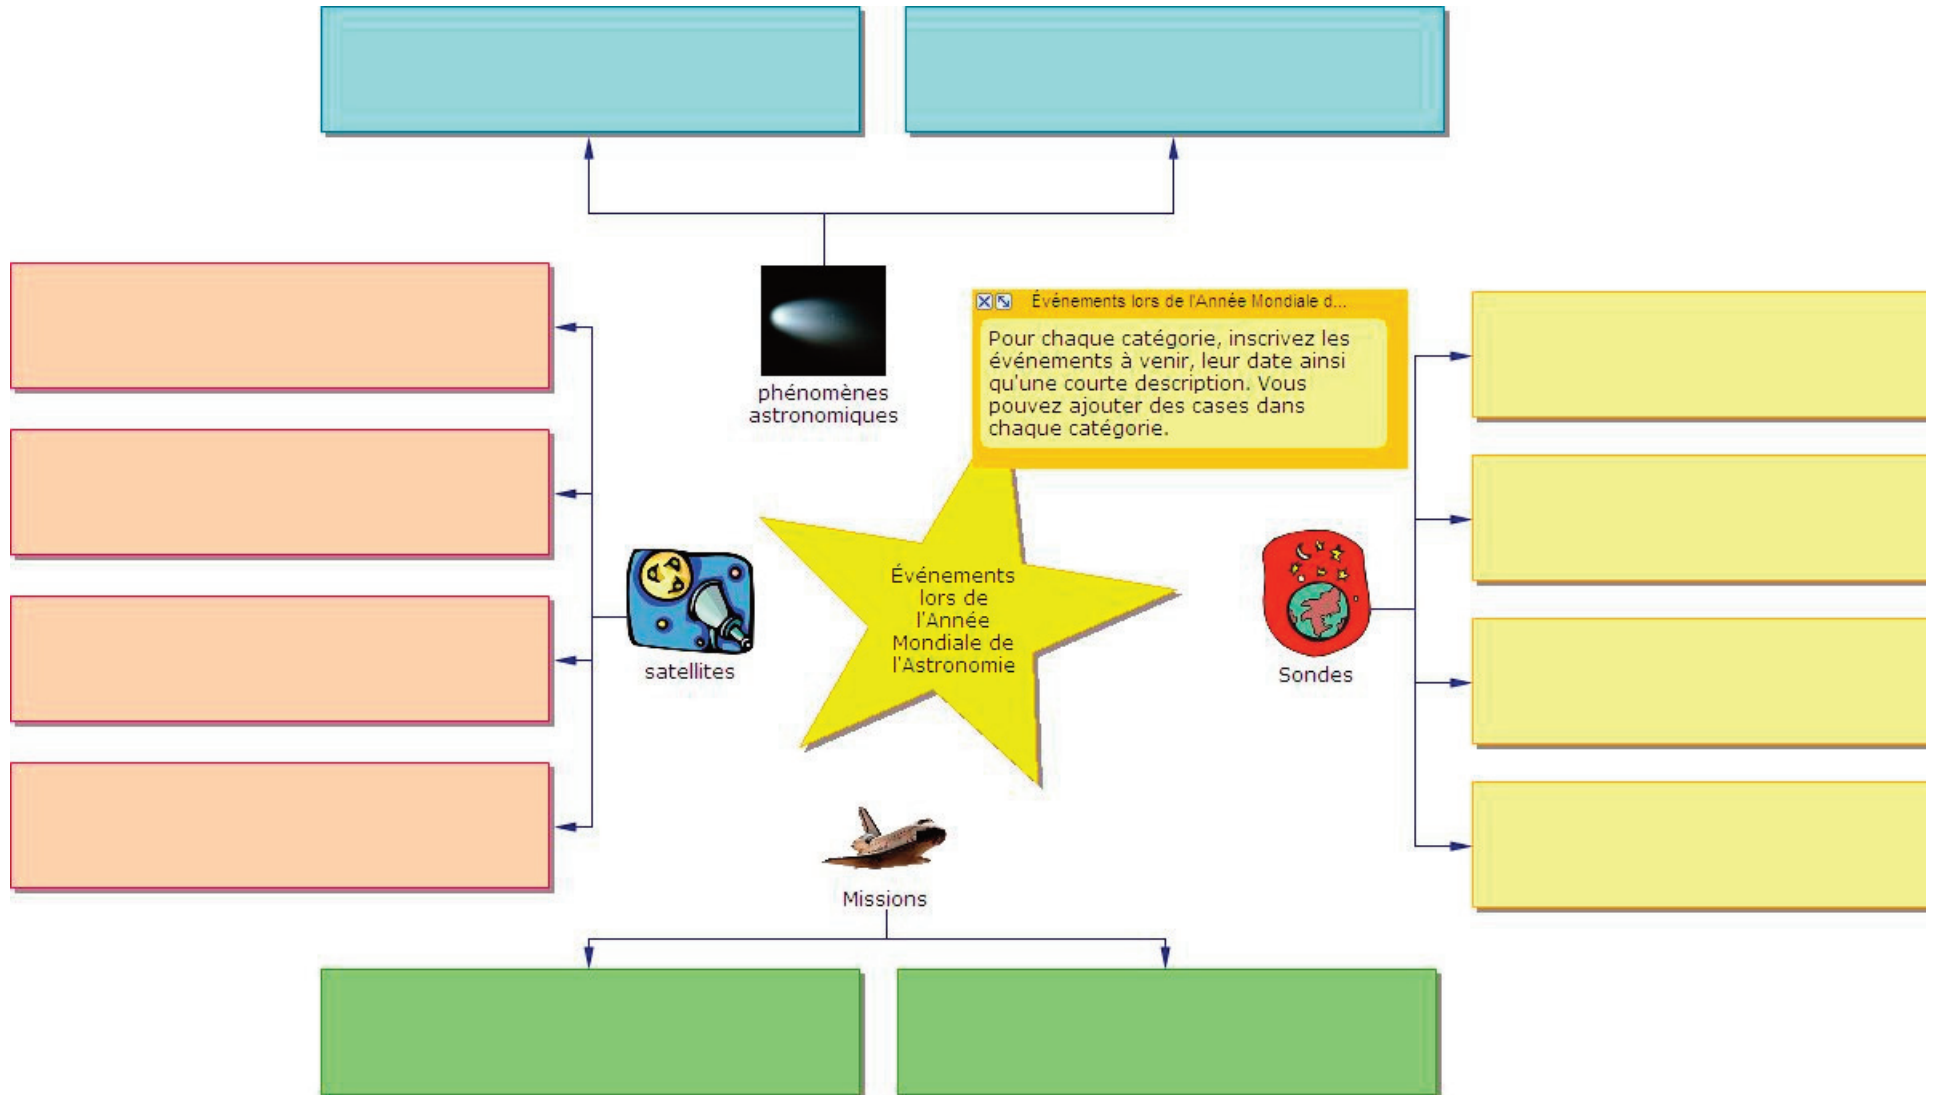 Événements lors de l'Année Mondiale d...
Pour chaque catégorie, inscrivez les
événements à venir, leur date ainsi
qu'une courte description. Vous
pouvez ajouter des cases dans
chaque catégorie.
phénomènes
astronomiques
Événements
lors de
l'Année
Mondiale de
l'Astronomie
satellites
Sondes
Missions